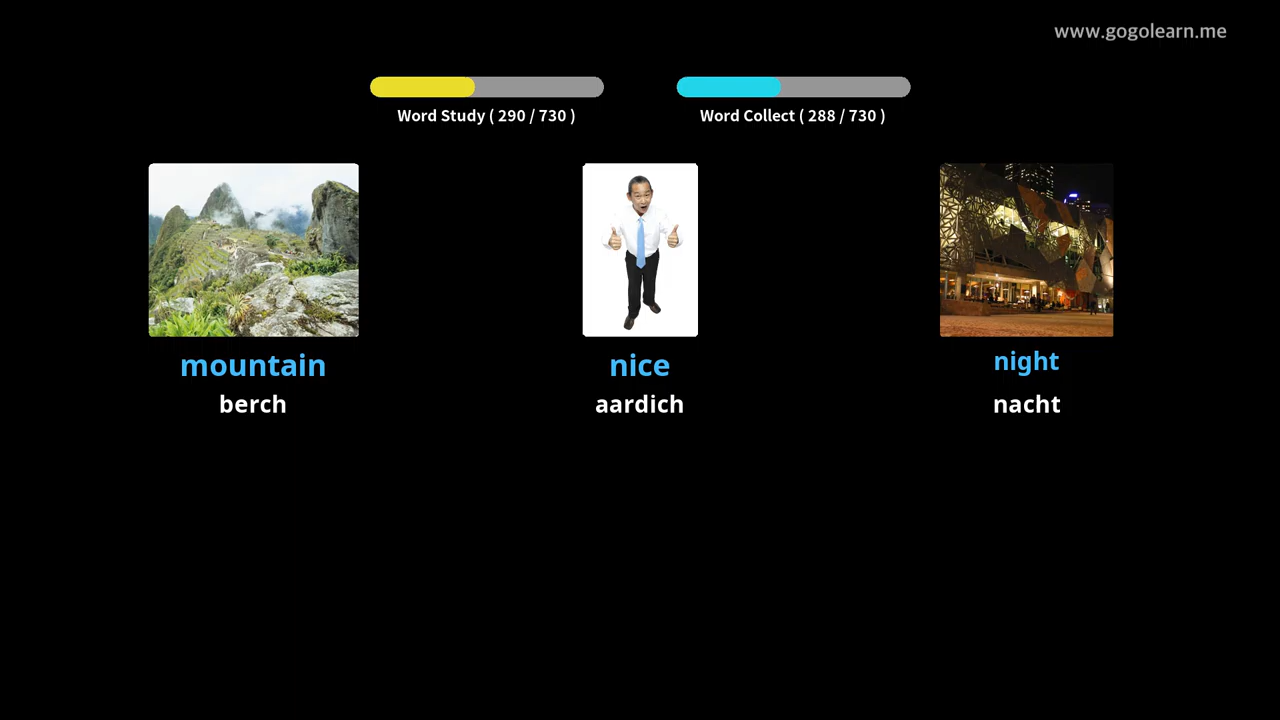 www.gogolearn.me
Word Study ( 290 / 730 )
Word Collect ( 288 / 730 )
mountain
berch
nice
aardich
night
nacht